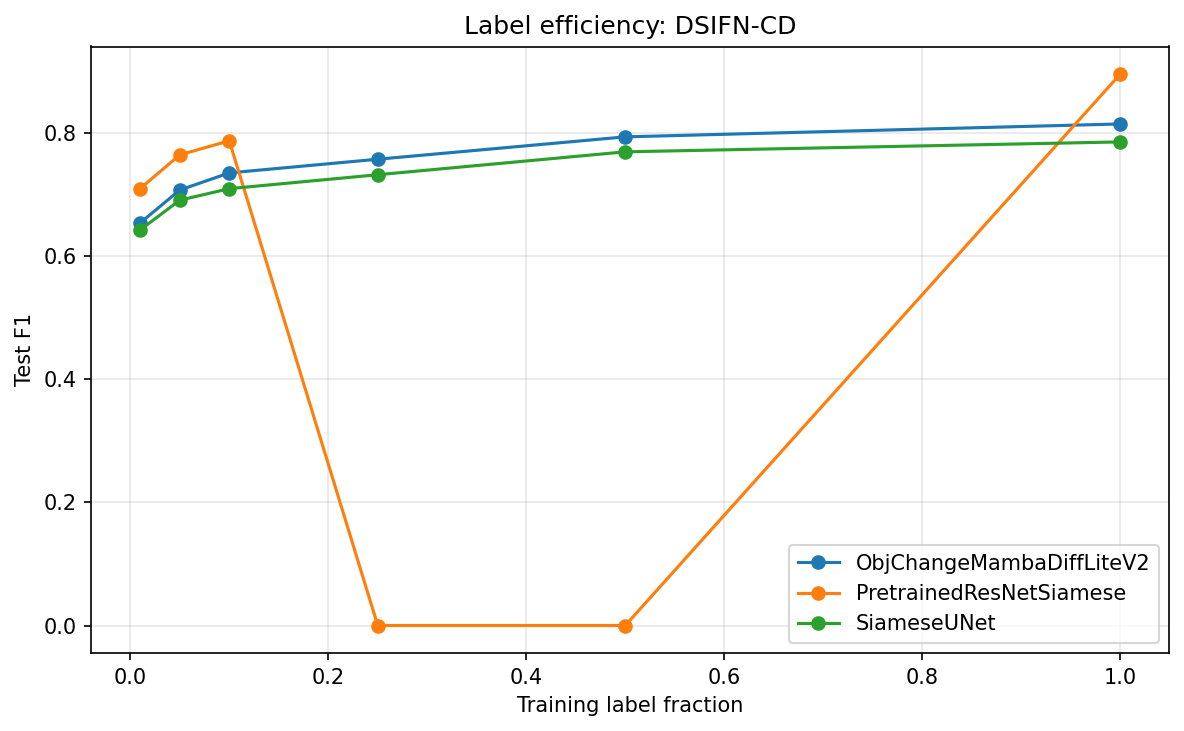 Label efficiency: DSIFN-CD
0.8
0.6
0.4
0.2
0.0
Test F1
ObjChangeMambaDiffLiteV2
PretrainedResNetSiamese
SiameseUNet
0.0 0.2 0.4 0.6 0.8 1.0
Training label fraction